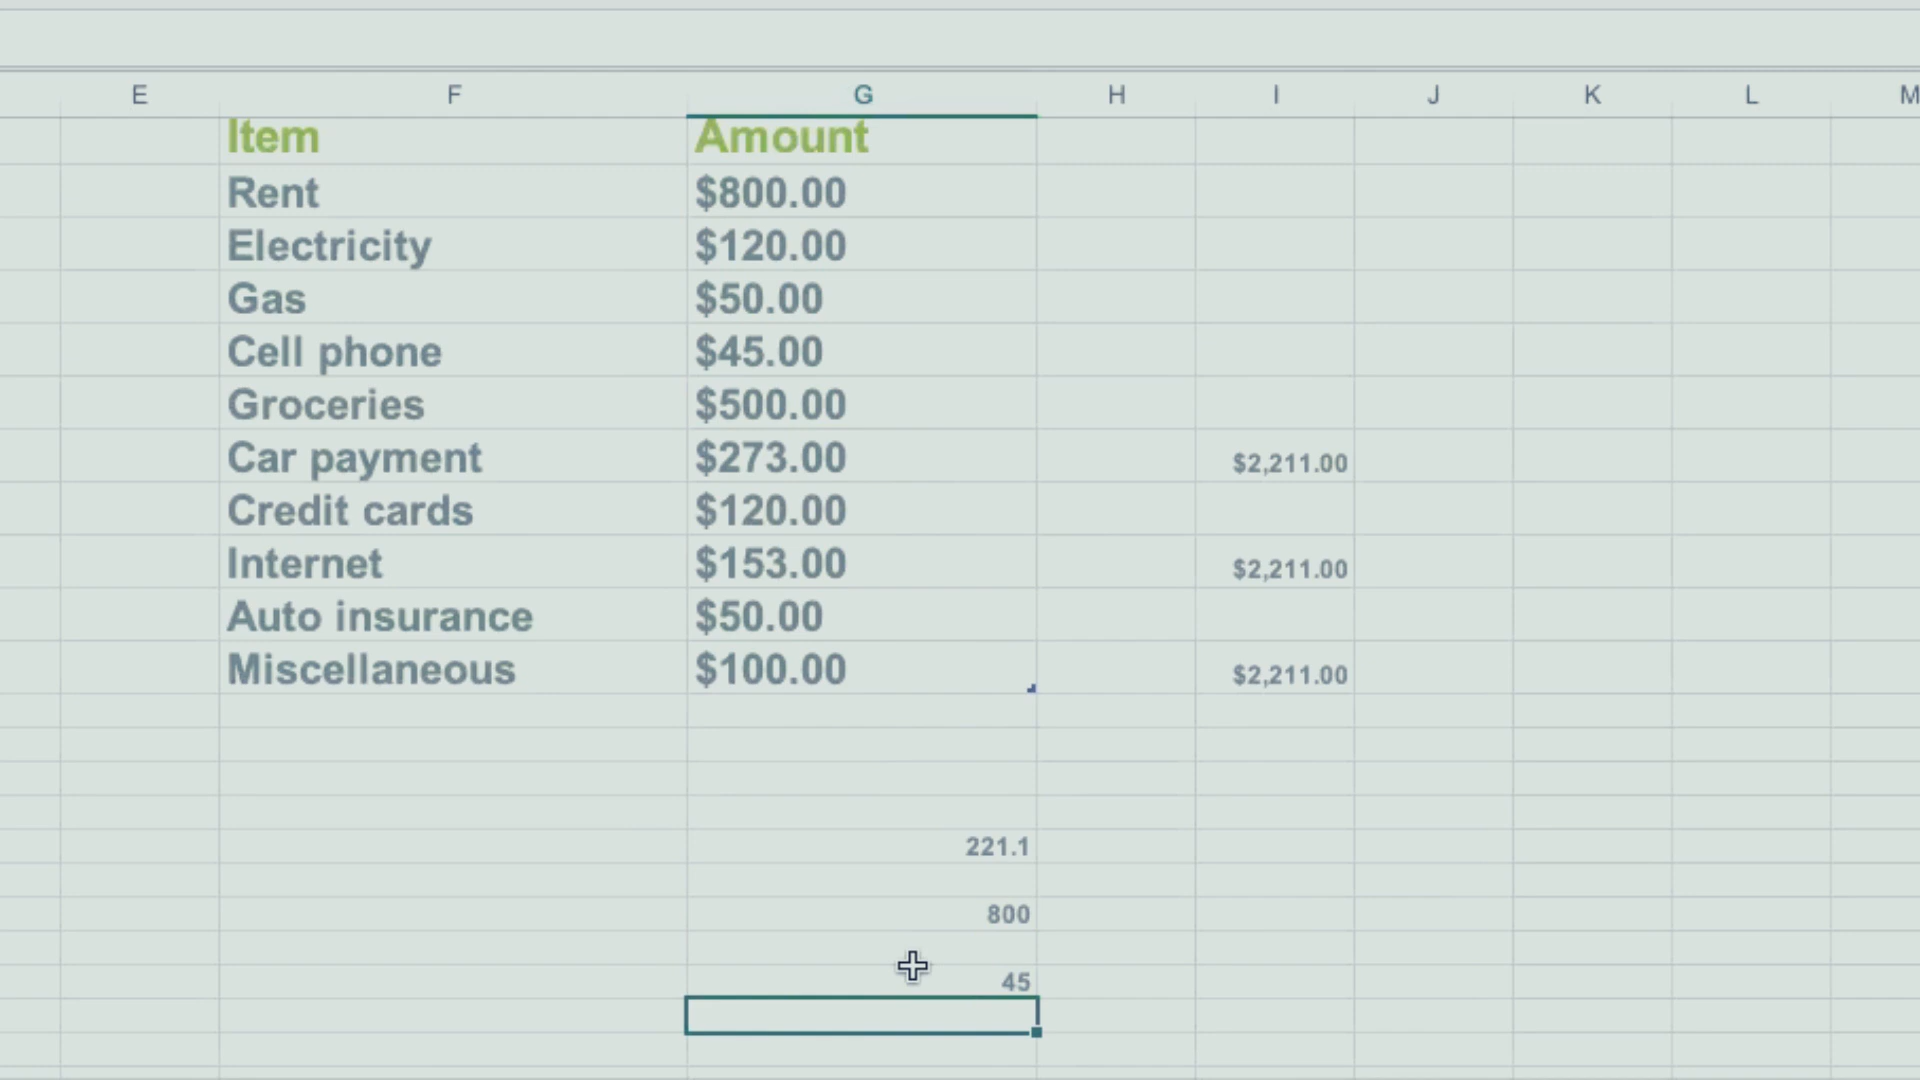 E F G H I J K L M
Item Amount
Rent $800.00
Electricity $120.00
Gas $50.00
Cell phone $45.00
Groceries $500.00
Car payment $273.00 $2,211.00
Credit cards $120.00
Internet $153.00 $2,211.00
Auto insurance $50.00
Miscellaneous $100.00 $2,211.00
221.1
800
45